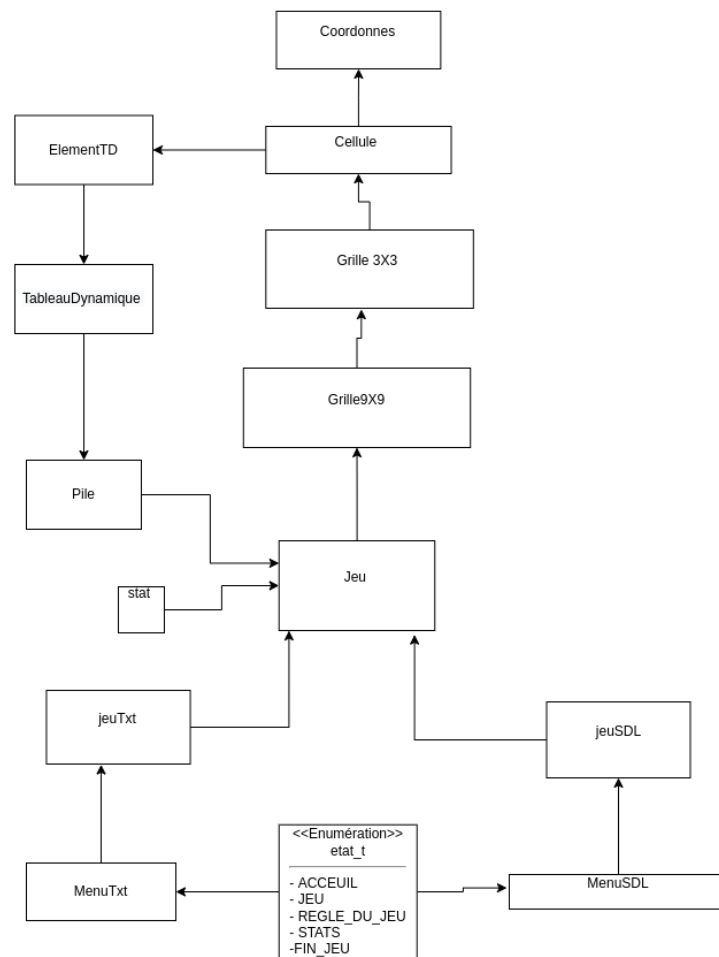 Coordonnes
ElementTD
Cellule
Grille 3X3
TableauDynamique
Grille9X9
Pile
Jeu
stat
jeuTxt
jeuSDL
<<Enumération>>
etat_t
- ACCEUIL
- JEU
- REGLE_DU_JEU
- STATS
-FIN_JEU
MenuTxt
MenuSDL